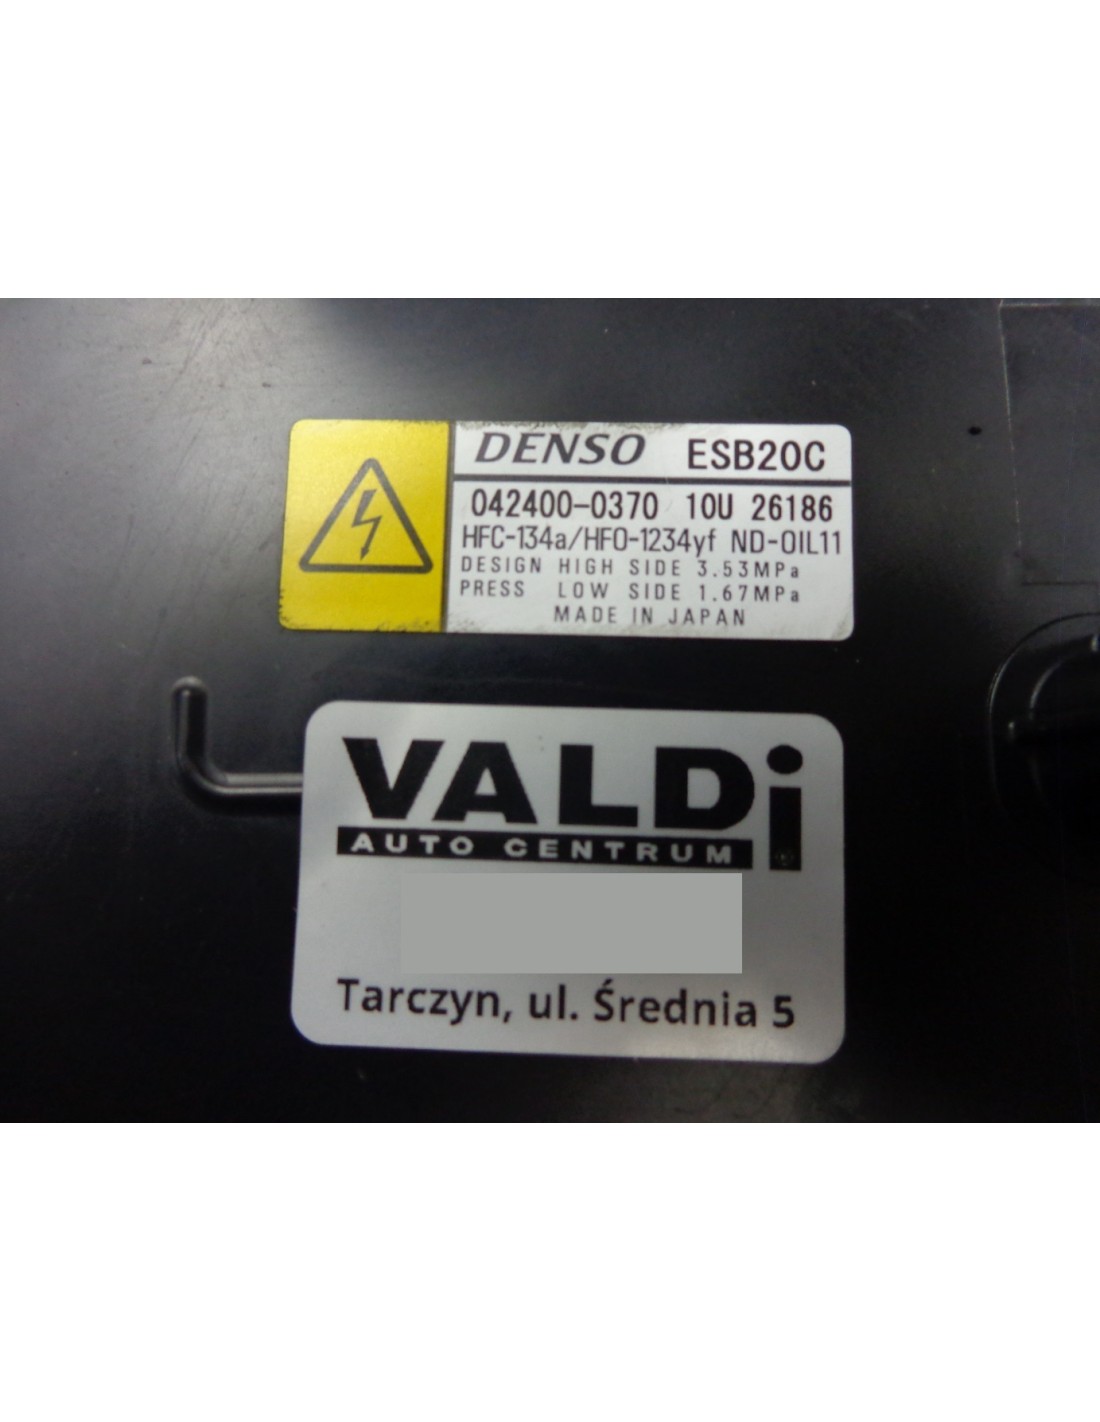 DENSO ESB20C
042400-0370 10U 26186
HFC-134a/HFO-1234yf ND-OIL11
DESIGN HIGH SIDE 3.53MPa
PRESS LOW SIDE 1.67MPa
MADE IN JAPAN
VALDi
AUTO CENTRUM
Tarczyn, ul. Średnia 5